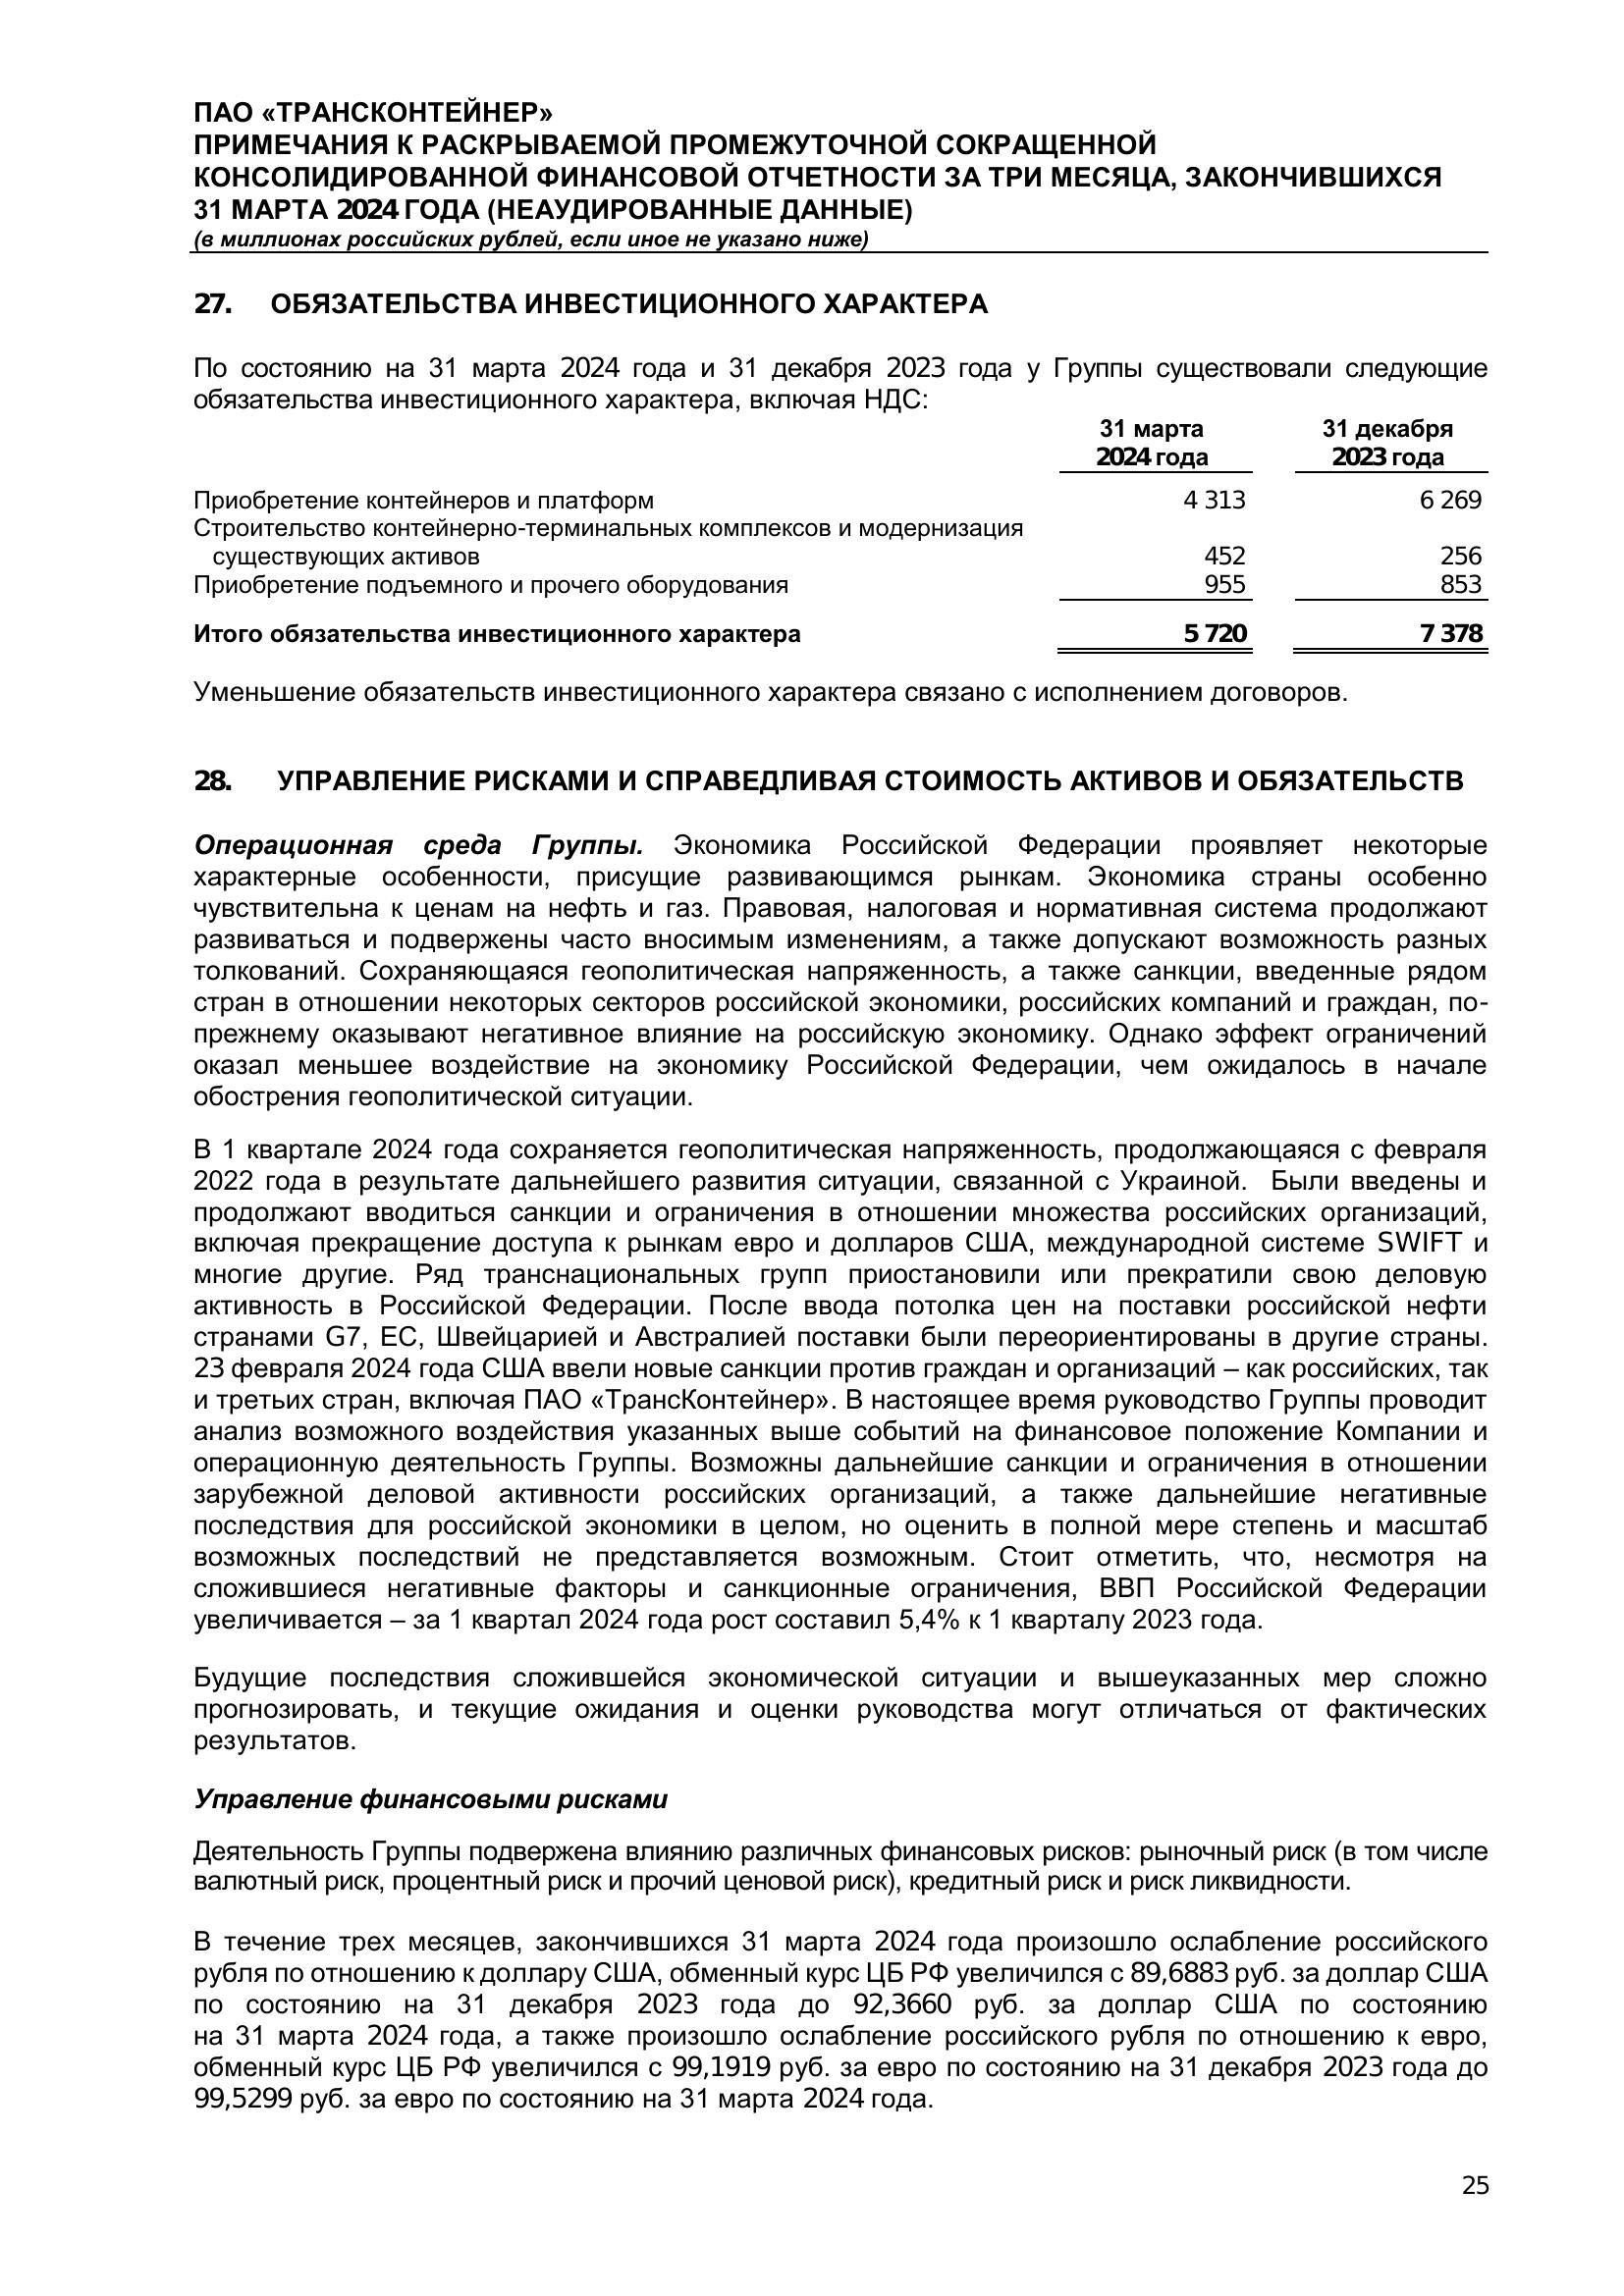 ПАО «ТРАНСКОНТЕЙНЕР»
ПРИМЕЧАНИЯ К РАСКРЫВАЕМОЙ ПРОМЕЖУТОЧНОЙ СОКРАЩЕННОЙ
КОНСОЛИДИРОВАННОЙ ФИНАНСОВОЙ ОТЧЕТНОСТИ ЗА ТРИ МЕСЯЦА, ЗАКОНЧИВШИХСЯ
31 МАРТА 2024 ГОДА (НЕАУДИРОВАННЫЕ ДАННЫЕ)
(в миллионах российских рублей, если иное не указано ниже)
27. ОБЯЗАТЕЛЬСТВА ИНВЕСТИЦИОННОГО ХАРАКТЕРА
По состоянию на 31 марта 2024 года и 31 декабря 2023 года у Группы существовали следующие
обязательства инвестиционного характера, включая НДС:
31 марта 31 декабря
2024 года 2023 года
Приобретение контейнеров и платформ 4 313 6 269
Строительство контейнерно-терминальных комплексов и модернизация
существующих активов 452 256
Приобретение подъемного и прочего оборудования 955 853
Итого обязательства инвестиционного характера 5 720 7 378
Уменьшение обязательств инвестиционного характера связано с исполнением договоров.
28. УПРАВЛЕНИЕ РИСКАМИ И СПРАВЕДЛИВАЯ СТОИМОСТЬ АКТИВОВ И ОБЯЗАТЕЛЬСТВ
Операционная среда Группы. Экономика Российской Федерации проявляет некоторые
характерные особенности, присущие развивающимся рынкам. Экономика страны особенно
чувствительна к ценам на нефть и газ. Правовая, налоговая и нормативная система продолжают
развиваться и подвержены часто вносимым изменениям, а также допускают возможность разных
толкований. Сохраняющаяся геополитическая напряженность, а также санкции, введенные рядом
стран в отношении некоторых секторов российской экономики, российских компаний и граждан, по-
прежнему оказывают негативное влияние на российскую экономику. Однако эффект ограничений
оказал меньшее воздействие на экономику Российской Федерации, чем ожидалось в начале
обострения геополитической ситуации.
В 1 квартале 2024 года сохраняется геополитическая напряженность, продолжающаяся с февраля
2022 года в результате дальнейшего развития ситуации, связанной с Украиной. Были введены и
продолжают вводиться санкции и ограничения в отношении множества российских организаций,
включая прекращение доступа к рынкам евро и долларов США, международной системе SWIFT и
многие другие. Ряд транснациональных групп приостановили или прекратили свою деловую
активность в Российской Федерации. После ввода потолка цен на поставки российской нефти
странами G7, ЕС, Швейцарией и Австралией поставки были переориентированы в другие страны.
23 февраля 2024 года США ввели новые санкции против граждан и организаций – как российских, так
и третьих стран, включая ПАО «ТрансКонтейнер». В настоящее время руководство Группы проводит
анализ возможного воздействия указанных выше событий на финансовое положение Компании и
операционную деятельность Группы. Возможны дальнейшие санкции и ограничения в отношении
зарубежной деловой активности российских организаций, а также дальнейшие негативные
последствия для российской экономики в целом, но оценить в полной мере степень и масштаб
возможных последствий не представляется возможным. Стоит отметить, что, несмотря на
сложившиеся негативные факторы и санкционные ограничения, ВВП Российской Федерации
увеличивается – за 1 квартал 2024 года рост составил 5,4% к 1 кварталу 2023 года.
Будущие последствия сложившейся экономической ситуации и вышеуказанных мер сложно
прогнозировать, и текущие ожидания и оценки руководства могут отличаться от фактических
результатов.
Управление финансовыми рисками
Деятельность Группы подвержена влиянию различных финансовых рисков: рыночный риск (в том числе
валютный риск, процентный риск и прочий ценовой риск), кредитный риск и риск ликвидности.
В течение трех месяцев, закончившихся 31 марта 2024 года произошло ослабление российского
рубля по отношению к доллару США, обменный курс ЦБ РФ увеличился с 89,6883 руб. за доллар США
по состоянию на 31 декабря 2023 года до 92,3660 руб. за доллар США по состоянию
на 31 марта 2024 года, а также произошло ослабление российского рубля по отношению к евро,
обменный курс ЦБ РФ увеличился с 99,1919 руб. за евро по состоянию на 31 декабря 2023 года до
99,5299 руб. за евро по состоянию на 31 марта 2024 года.
25